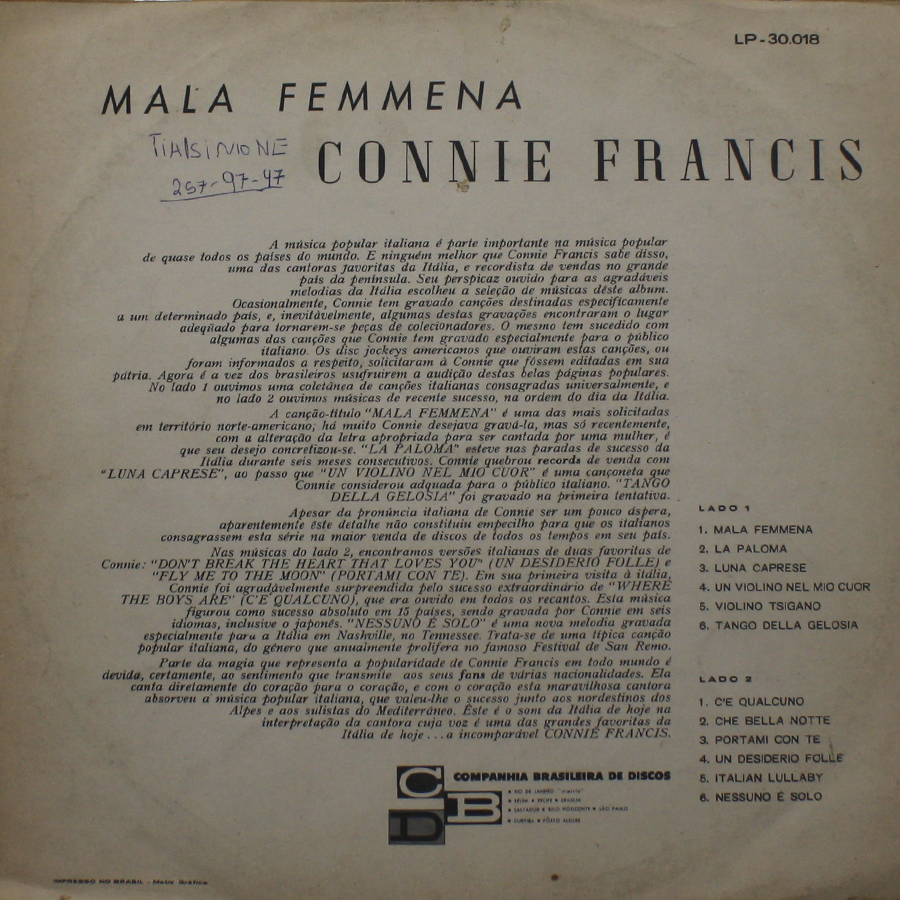 LP-30.018
MALA FEMMENA
TIA SIMONE
257-97-47
CONNIE FRANCIS
A música popular italiana é parte importante na música popular
de quase todos os países do mundo. E ninguém melhor que Connie Francis sabe disso,
uma das cantoras favoritas da Itália, e recordista de vendas no grande
país da península. Seu perspicaz ouvido para as agradáveis
melodias da Itália escolheu a seleção de músicas dêste álbum.
Ocasionalmente, Connie tem gravado canções destinadas especìficamente
a um determinado país, e, inevitàvelmente, algumas destas gravações encontraram o lugar
adeqüado para tornarem-se peças de colecionadores. O mesmo tem sucedido com
algumas das canções que Connie tem gravado especialmente para o público
italiano. Os disc jockeys americanos que ouviram estas canções, ou
foram informados a respeito, solicitaram à Connie que fôssem editadas em sua
pátria. Agora é a vez dos brasileiros usufruirem a audição destas belas páginas populares.
No lado 1 ouvimos uma coletânea de canções italianas consagradas universalmente, e
no lado 2 ouvimos músicas de recente sucesso, na ordem do dia da Itália.
A canção-título "MALA FEMMENA" é uma das mais solicitadas
em território norte-americano; há muito Connie desejava gravá-la, mas só recentemente,
com a alteração da letra apropriada para ser cantada por uma mulher, é
que seu desejo concretizou-se. "LA PALOMA" esteve nas paradas de sucesso da
Itália durante seis meses consecutivos. Connie quebrou records de venda com
"LUNA CAPRESE", ao passo que "UN VIOLINO NEL MIO CUOR" é uma cançoneta que
Connie considerou adquada para o público italiano. "TANGO
DELLA GELOSIA" foi gravado na primeira tentativa.
Apesar da pronúncia italiana de Connie ser um pouco áspera,
aparentemente êste detalhe não constituiu empecilho para que os italianos
consagrassem esta série na maior venda de discos de todos os tempos em seu país.
Nas músicas do lado 2, encontramos versões italianas de duas favoritas de
Connie: "DON'T BREAK THE HEART THAT LOVES YOU" (UN DESIDERIO FOLLE) e
"FLY ME TO THE MOON" (PORTAMI CON TE). Em sua primeira visita à itália,
Connie foi agradàvelmente surpreendida pelo sucesso extraordinário de "WHERE
THE BOYS ARE" (C'E QUALCUNO), que era ouvido em todos os recantos. Esta música
figurou como sucesso absoluto em 15 países, sendo gravada por Connie em seis
idiomas, inclusive o japonês. "NESSUNO É SOLO" é uma nova melodia gravada
especialmente para a Itália em Nashville, no Tennessee. Trata-se de uma típica canção
popular italiana, do gênero que anualmente prolifera no famoso Festival de San Remo.
Parte da magia que representa a popularidade de Connie Francis em todo mundo é
devida, certamente, ao sentimento que transmite aos seus fans de várias nacionalidades. Ela
canta diretamente do coração para o coração, e com o coração esta maravilhosa cantora
absorveu a música popular italiana, que valeu-lhe o sucesso junto aos nordestinos dos
Alpes e aos sulistas do Mediterrâneo. Êste é o som da Itália de hoje na
interpretação da cantora cuja voz é uma das grandes favoritas da
Itália de hoje...a incomparável CONNIE FRANCIS.
LADO 1
1. MALA FEMMENA
2. LA PALOMA
3. LUNA CAPRESE
4. UN VIOLINO NEL MIO CUOR
5. VIOLINO TSIGANO
6. TANGO DELLA GELOSIA
LADO 2
1. C'E QUALCUNO
2. CHE BELLA NOTTE
3. PORTAMI CON TE
4. UN DESIDERIO FOLLE
5. ITALIAN LULLABY
6. NESSUNO É SOLO
CBD
COMPANHIA BRASILEIRA DE DISCOS
RIO DE JANEIRO "matriz"
BELÉM RECIFE BRASÍLIA
SALVADOR BELO HORIZONTE SÃO PAULO
CURITIBA PÔRTO ALEGRE
IMPRESSO NO BRASIL - Gráfica